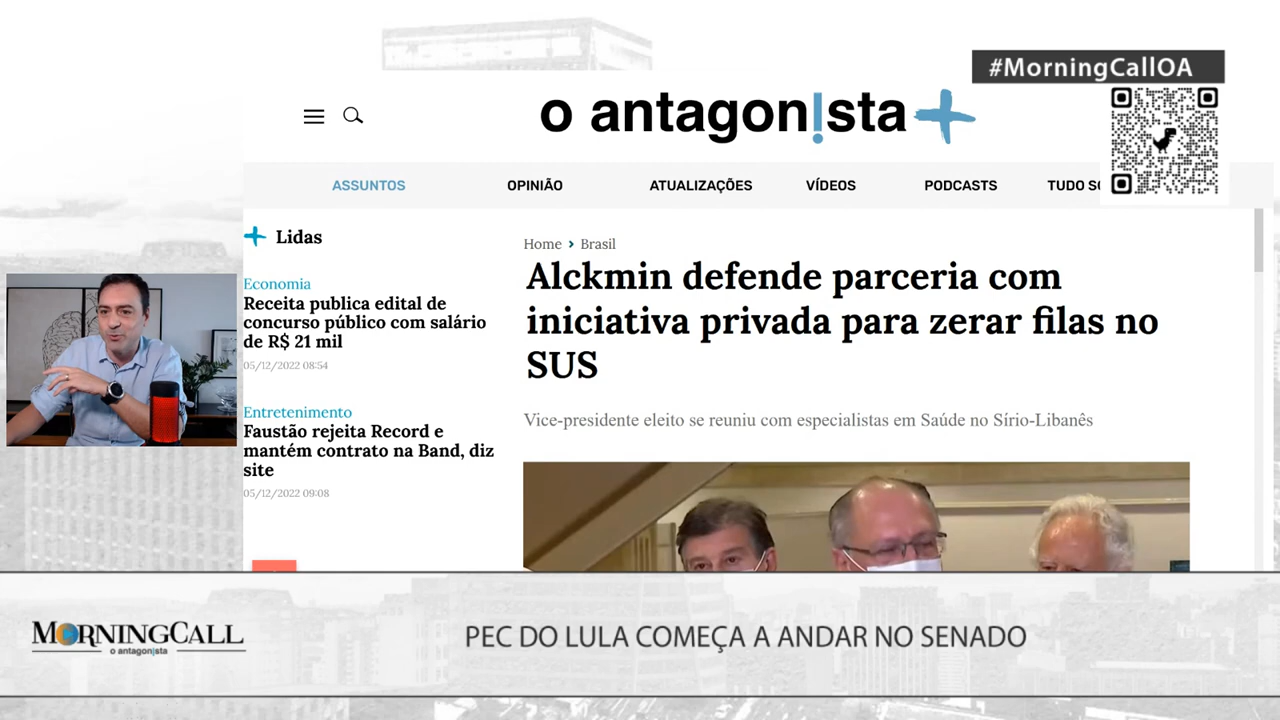 #MorningCallOA
o antagon!sta+
ASSUNTOS OPINIÃO ATUALIZAÇÕES VÍDEOS PODCASTS TUDO
Lidas
Economia
Receita publica edital de
concurso público com salário
de R$ 21 mil
05/12/2022 08:54
Entretenimento
Faustão rejeita Record e
mantém contrato na Band, diz
site
05/12/2022 09:08
Home > Brasil
Alckmin defende parceria com
iniciativa privada para zerar filas no
SUS
Vice-presidente eleito se reuniu com especialistas em Saúde no Sírio-Libanês
MORNINGCALL
o antagon!sta
PEC DO LULA COMEÇA A ANDAR NO SENADO